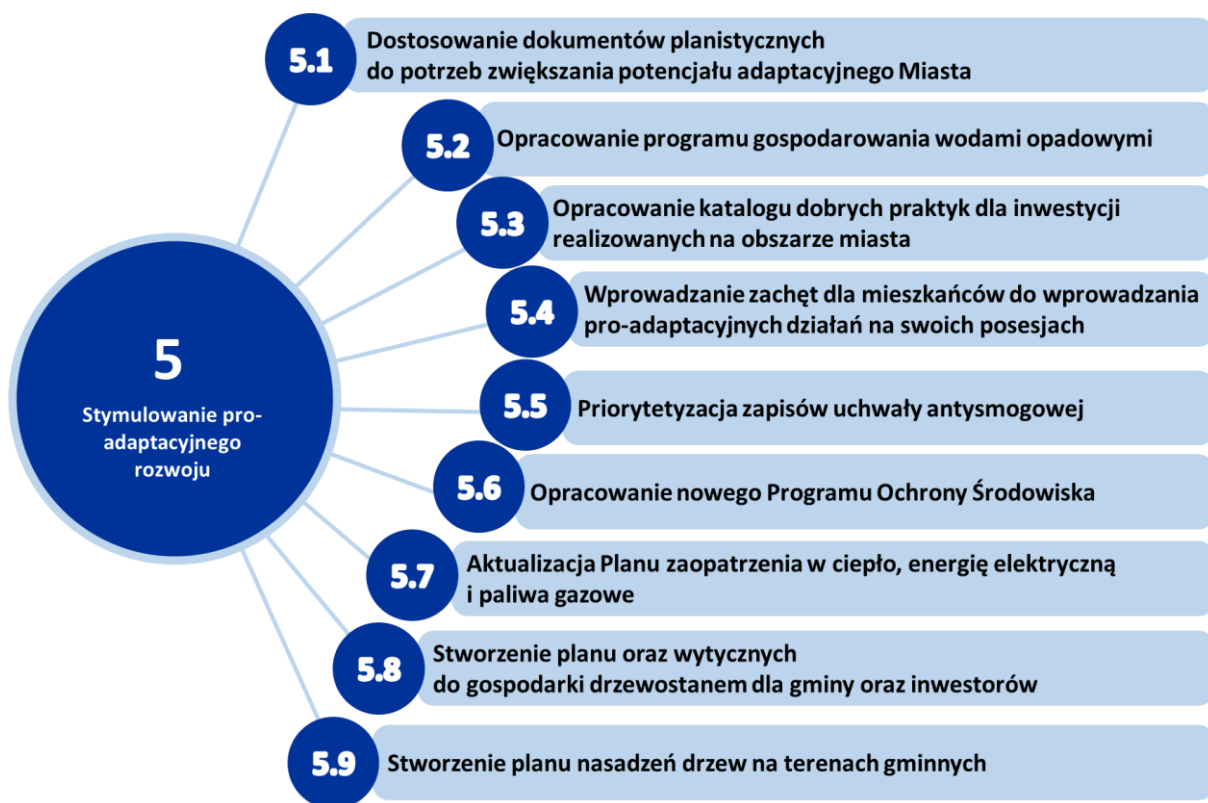 5.1
Dostosowanie dokumentów planistycznych
do potrzeb zwiększania potencjału adaptacyjnego Miasta
5.2
Opracowanie programu gospodarowania wodami opadowymi
5.3
Opracowanie katalogu dobrych praktyk dla inwestycji
realizowanych na obszarze miasta
5.4
Wprowadzanie zachęt dla mieszkańców do wprowadzania
pro-adaptacyjnych działań na swoich posesjach
5
Stymulowanie pro-
adaptacyjnego
rozwoju
5.5
Priorytetyzacja zapisów uchwały antysmogowej
5.6
Opracowanie nowego Programu Ochrony Środowiska
5.7
Aktualizacja Planu zaopatrzenia w ciepło, energię elektryczną
i paliwa gazowe
5.8
Stworzenie planu oraz wytycznych
do gospodarki drzewostanem dla gminy oraz inwestorów
5.9
Stworzenie planu nasadzeń drzew na terenach gminnych